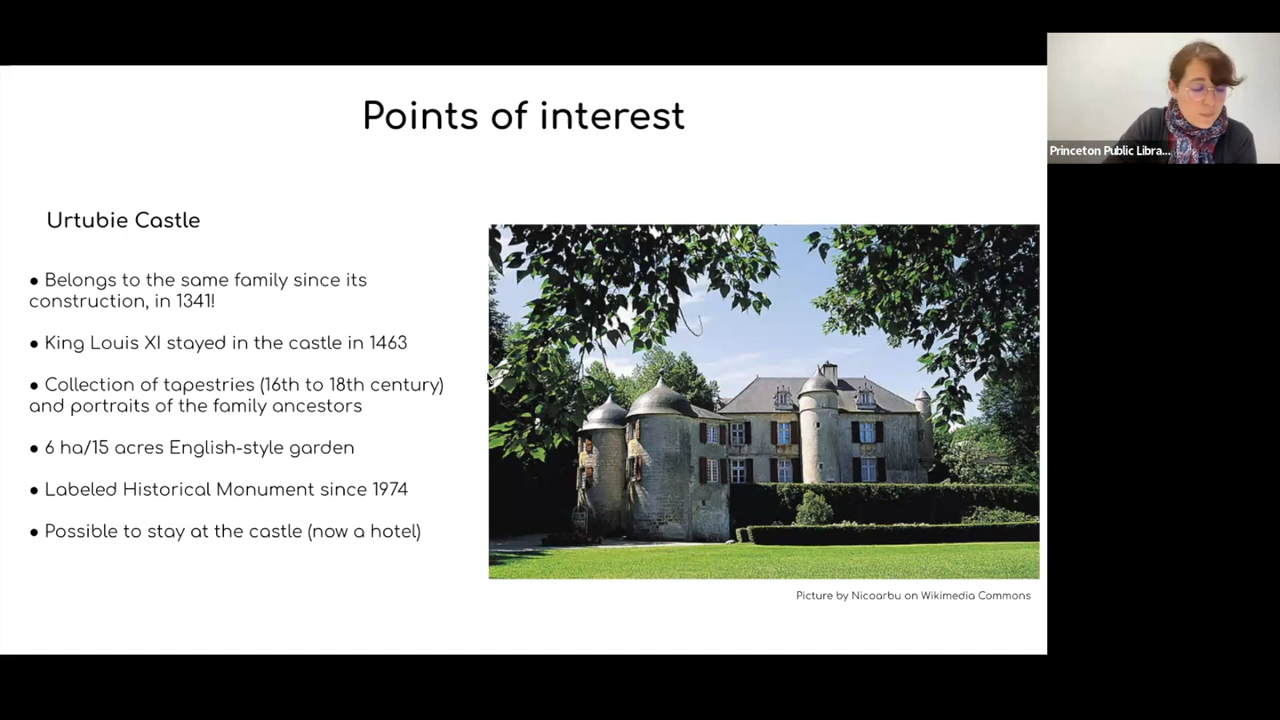 Points of interest
Princeton Public Libra...
Urtubie Castle
● Belongs to the same family since its
construction, in 1341!
● King Louis XI stayed in the castle in 1463
● Collection of tapestries (16th to 18th century)
and portraits of the family ancestors
● 6 ha/15 acres English-style garden
● Labeled Historical Monument since 1974
● Possible to stay at the castle (now a hotel)
Picture by Nicoarbu on Wikimedia Commons